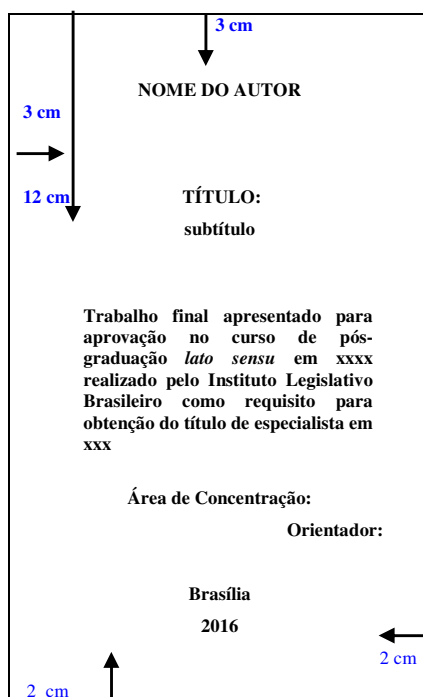 3 cm
NOME DO AUTOR
3 cm
12 cm
TÍTULO:
subtítulo
Trabalho final apresentado para
aprovação no curso de pós-
graduação lato sensu em xxxx
realizado pelo Instituto Legislativo
Brasileiro como requisito para
obtenção do título de especialista em
xxx
Área de Concentração:
Orientador:
Brasília
2016
2 cm
2 cm